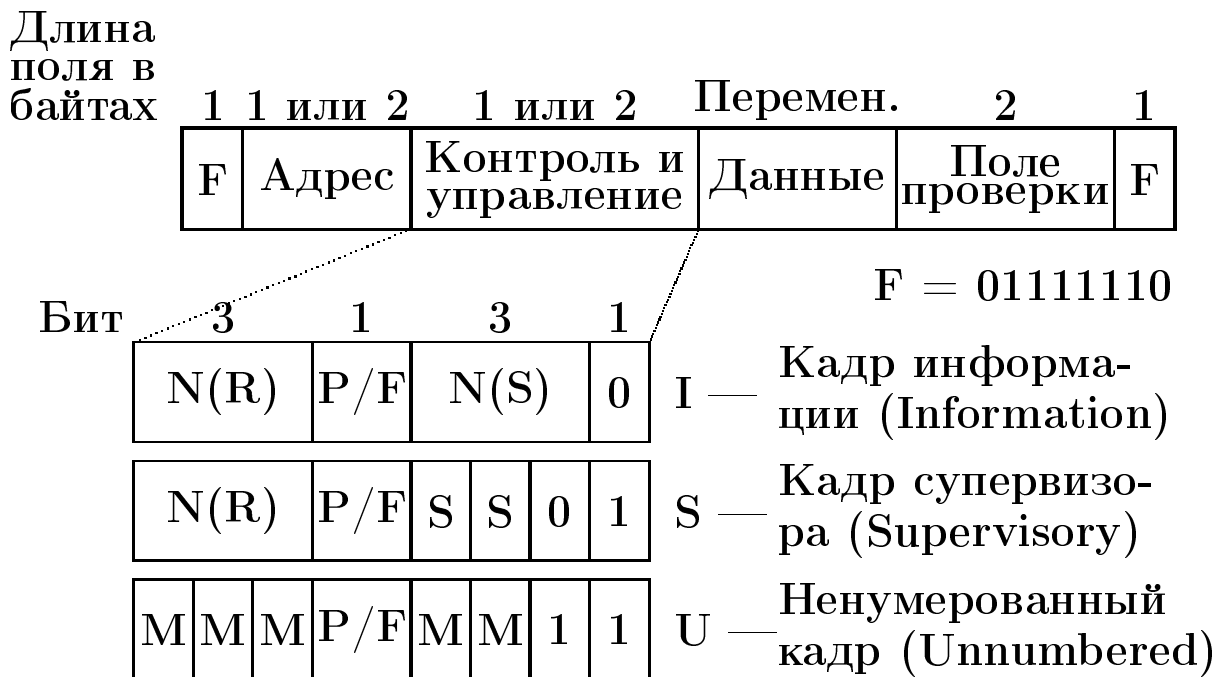 Длина
поля в
байтах 1 1 или 2 1 или 2 Перемен. 2 1
F Адрес Контроль и управление Данные Поле проверки F
F = 01111110
Бит 3 1 3 1
N(R) P/F N(S) 0 I — Кадр информа-
ции (Information)
N(R) P/F S S 0 1 S — Кадр супервизо-
ра (Supervisory)
M M M P/F M M 1 1 U — Ненумерованный
кадр (Unnumbered)